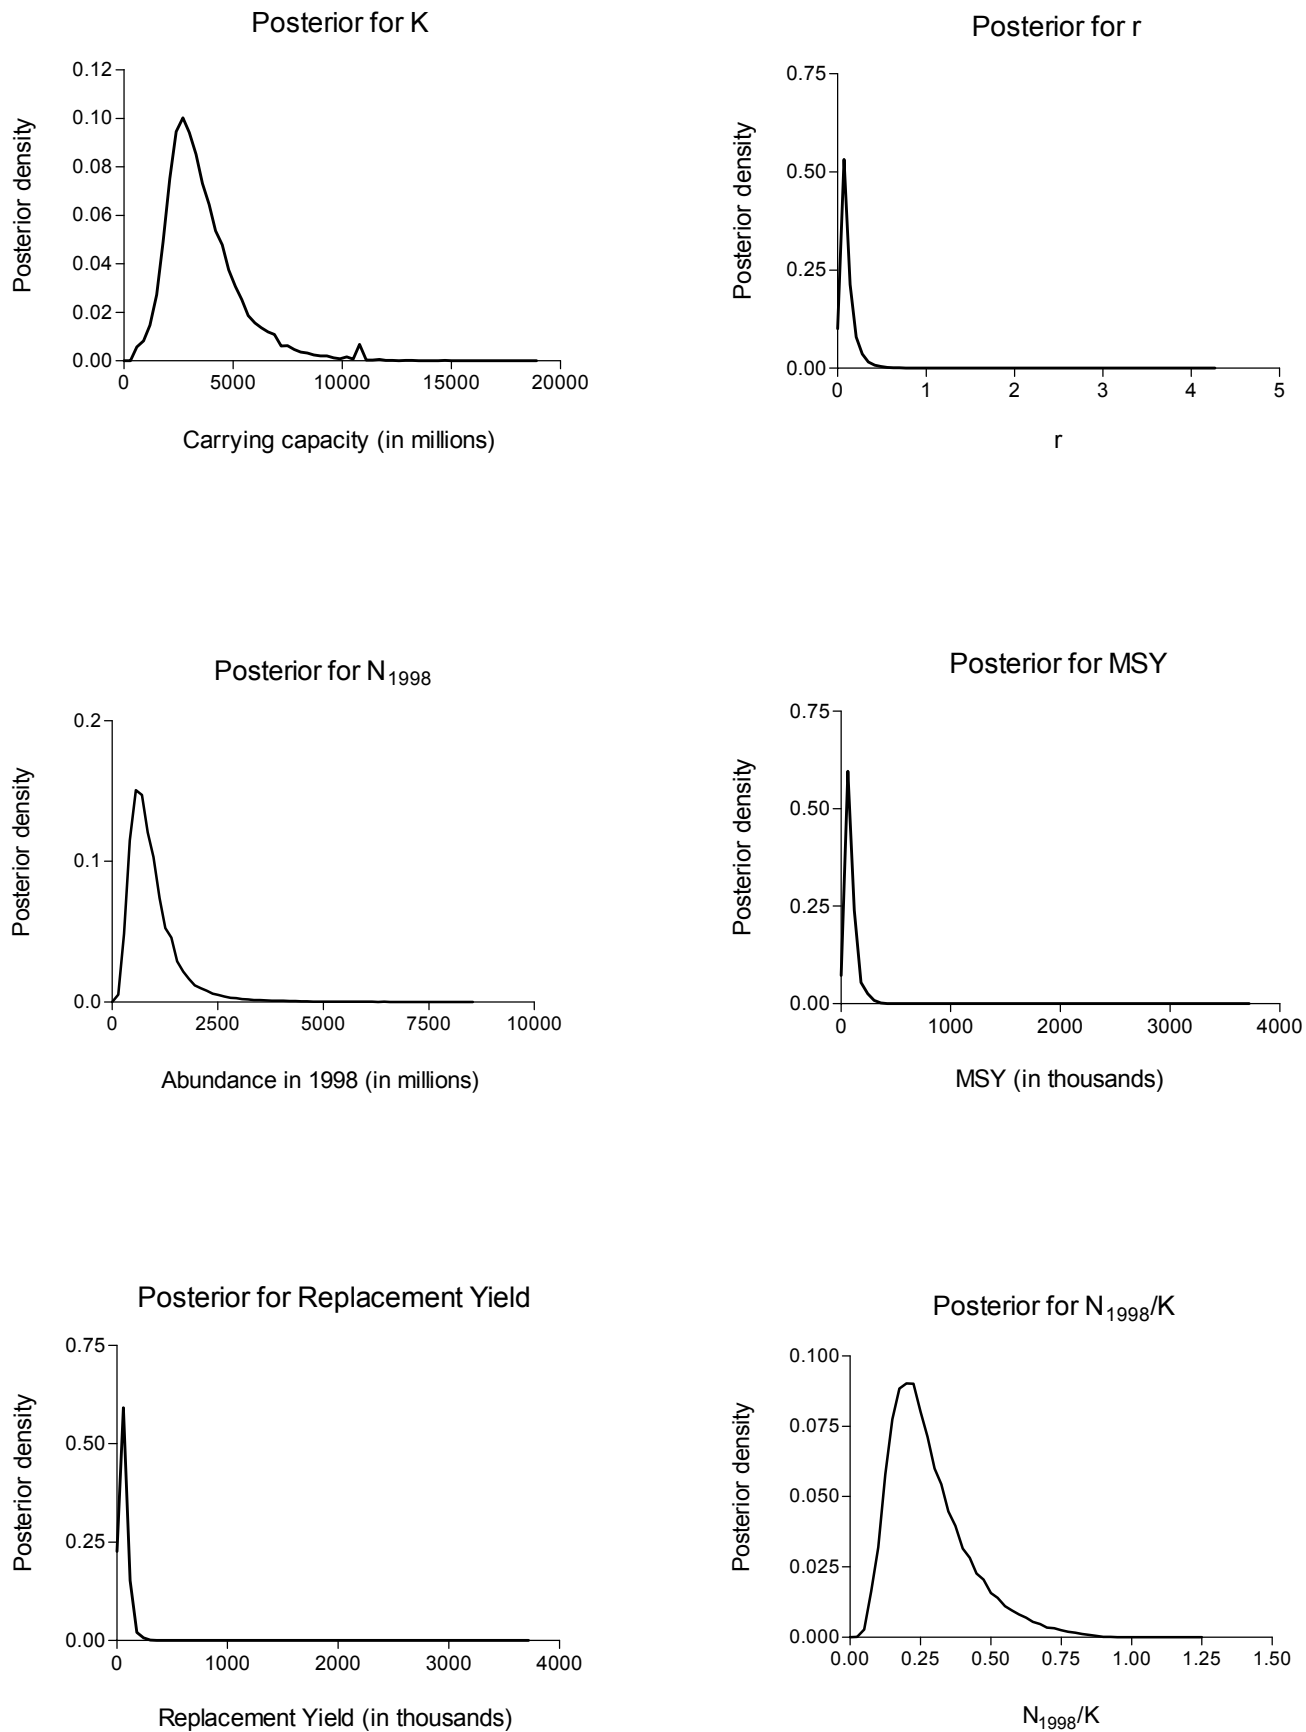 Posterior for K
0.12
0.10
0.08
0.06
0.04
0.02
0.00
Posterior density
0 5000 10000 15000 20000
Carrying capacity (in millions)
Posterior for r
0.75
0.50
0.25
0.00
Posterior density
0 1 2 3 4 5
r
Posterior for N1998
0.2
0.1
0.0
Posterior density
0 2500 5000 7500 10000
Abundance in 1998 (in millions)
Posterior for MSY
0.75
0.50
0.25
0.00
Posterior density
0 1000 2000 3000 4000
MSY (in thousands)
Posterior for Replacement Yield
0.75
0.50
0.25
0.00
Posterior density
0 1000 2000 3000 4000
Replacement Yield (in thousands)
Posterior for N1998/K
0.100
0.075
0.050
0.025
0.000
Posterior density
0.00 0.25 0.50 0.75 1.00 1.25 1.50
N1998/K